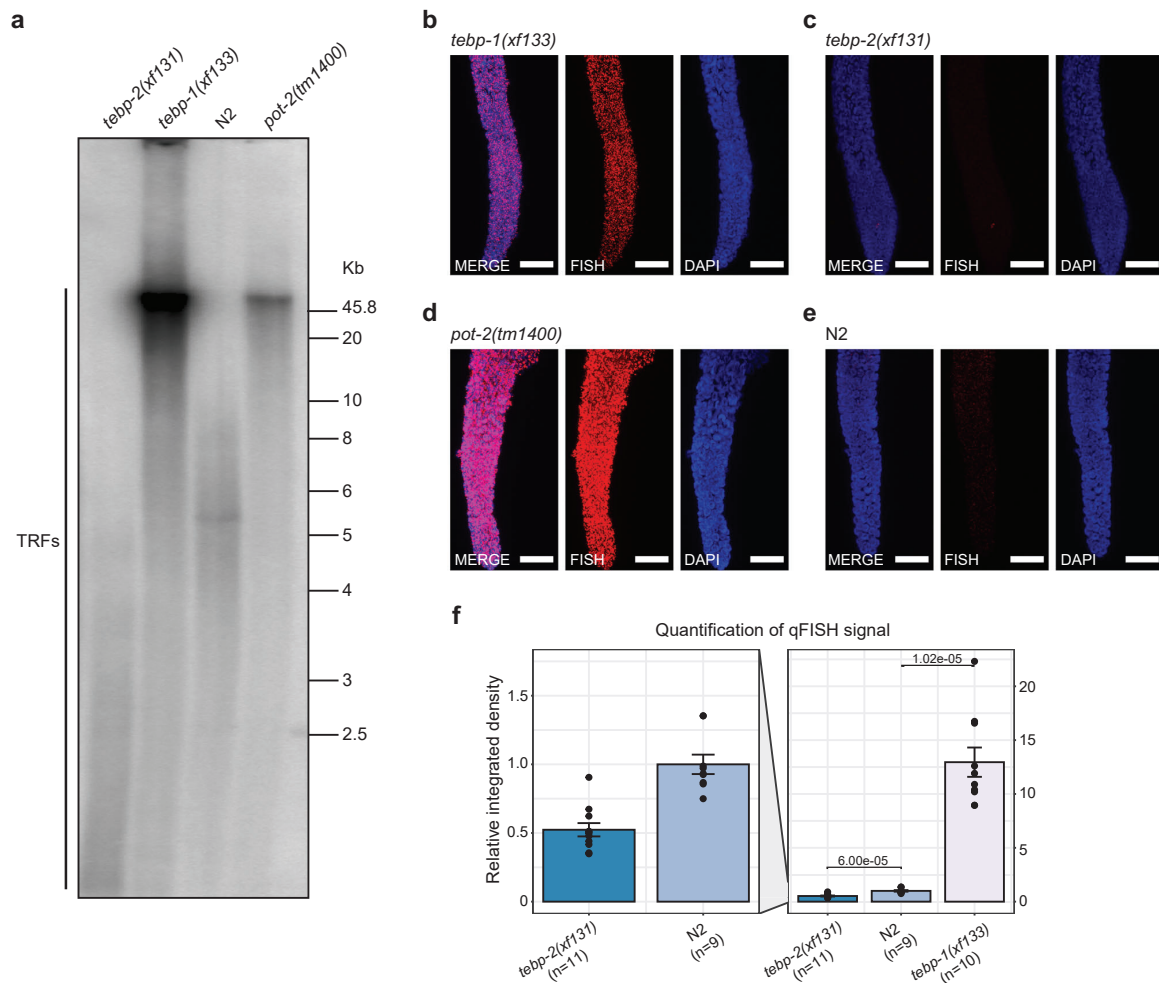 a
tebp-2(xf131)
tebp-1(xf133)
N2
pot-2(tm1400)
Kb
45.8
20
10
8
6
5
4
3
2.5
TRFs
b
tebp-1(xf133)
MERGE
FISH
DAPI
c
tebp-2(xf131)
MERGE
FISH
DAPI
d
pot-2(tm1400)
MERGE
FISH
DAPI
e
N2
MERGE
FISH
DAPI
f
Quantification of qFISH signal
Relative integrated density
1.5
1.0
0.5
0
tebp-2(xf131)
(n=11)
N2
(n=9)
1.02e-05
6.00e-05
20
15
10
5
0
tebp-2(xf131)
(n=11)
N2
(n=9)
tebp-1(xf133)
(n=10)